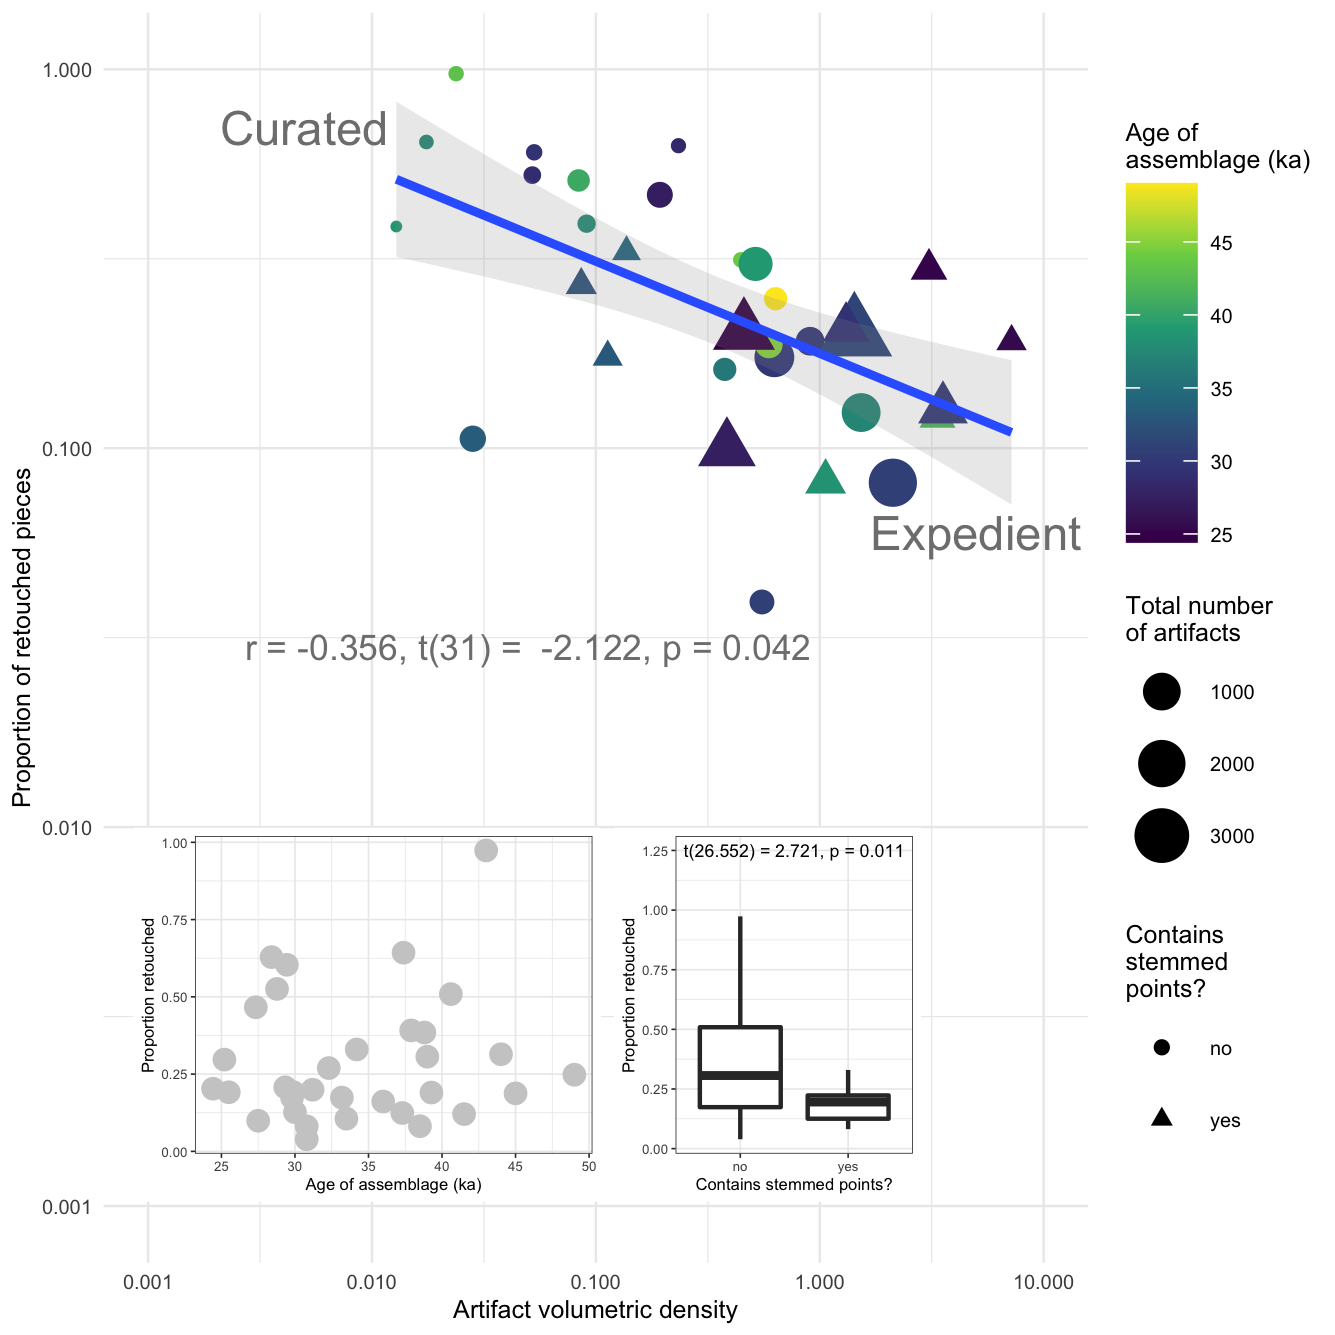 1.000
0.100
0.010
0.001
Proportion of retouched pieces
Curated
Expedient
r = -0.356, t(31) =  -2.122, p = 0.042
1.00
0.75
0.50
0.25
0.00
Proportion retouched
25 30 35 40 45 50
Age of assemblage (ka)
t(26.552) = 2.721, p = 0.011
1.25
1.00
0.75
0.50
0.25
0.00
Proportion retouched
no yes
Contains stemmed points?
0.001 0.010 0.100 1.000 10.000
Artifact volumetric density
Age of
assemblage (ka)
45
40
35
30
25
Total number
of artifacts
1000
2000
3000
Contains
stemmed
points?
no
yes